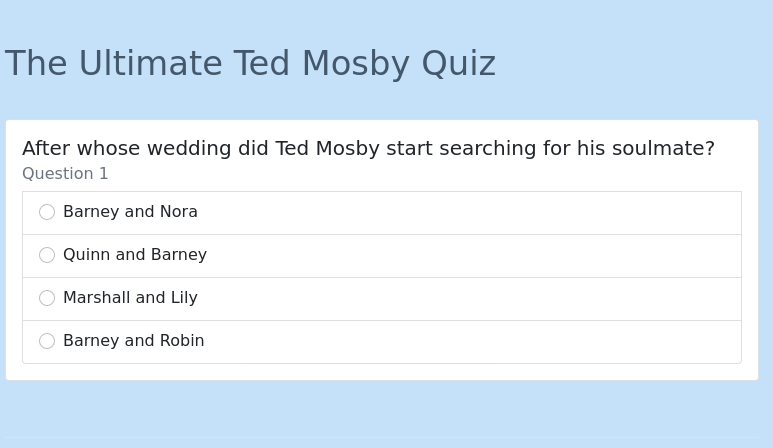 The Ultimate Ted Mosby Quiz
After whose wedding did Ted Mosby start searching for his soulmate?
Question 1
Barney and Nora
Quinn and Barney
Marshall and Lily
Barney and Robin